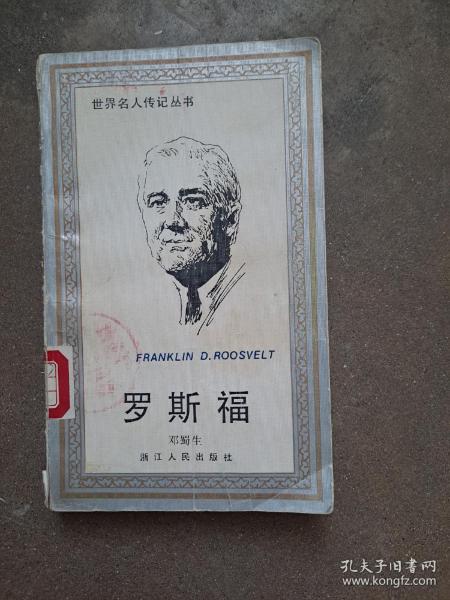 世界名人传记丛书
FRANKLIN D. ROOSVELT
罗斯福
邓蜀生
浙江人民出版社
孔夫子旧书网
www.kongfz.com